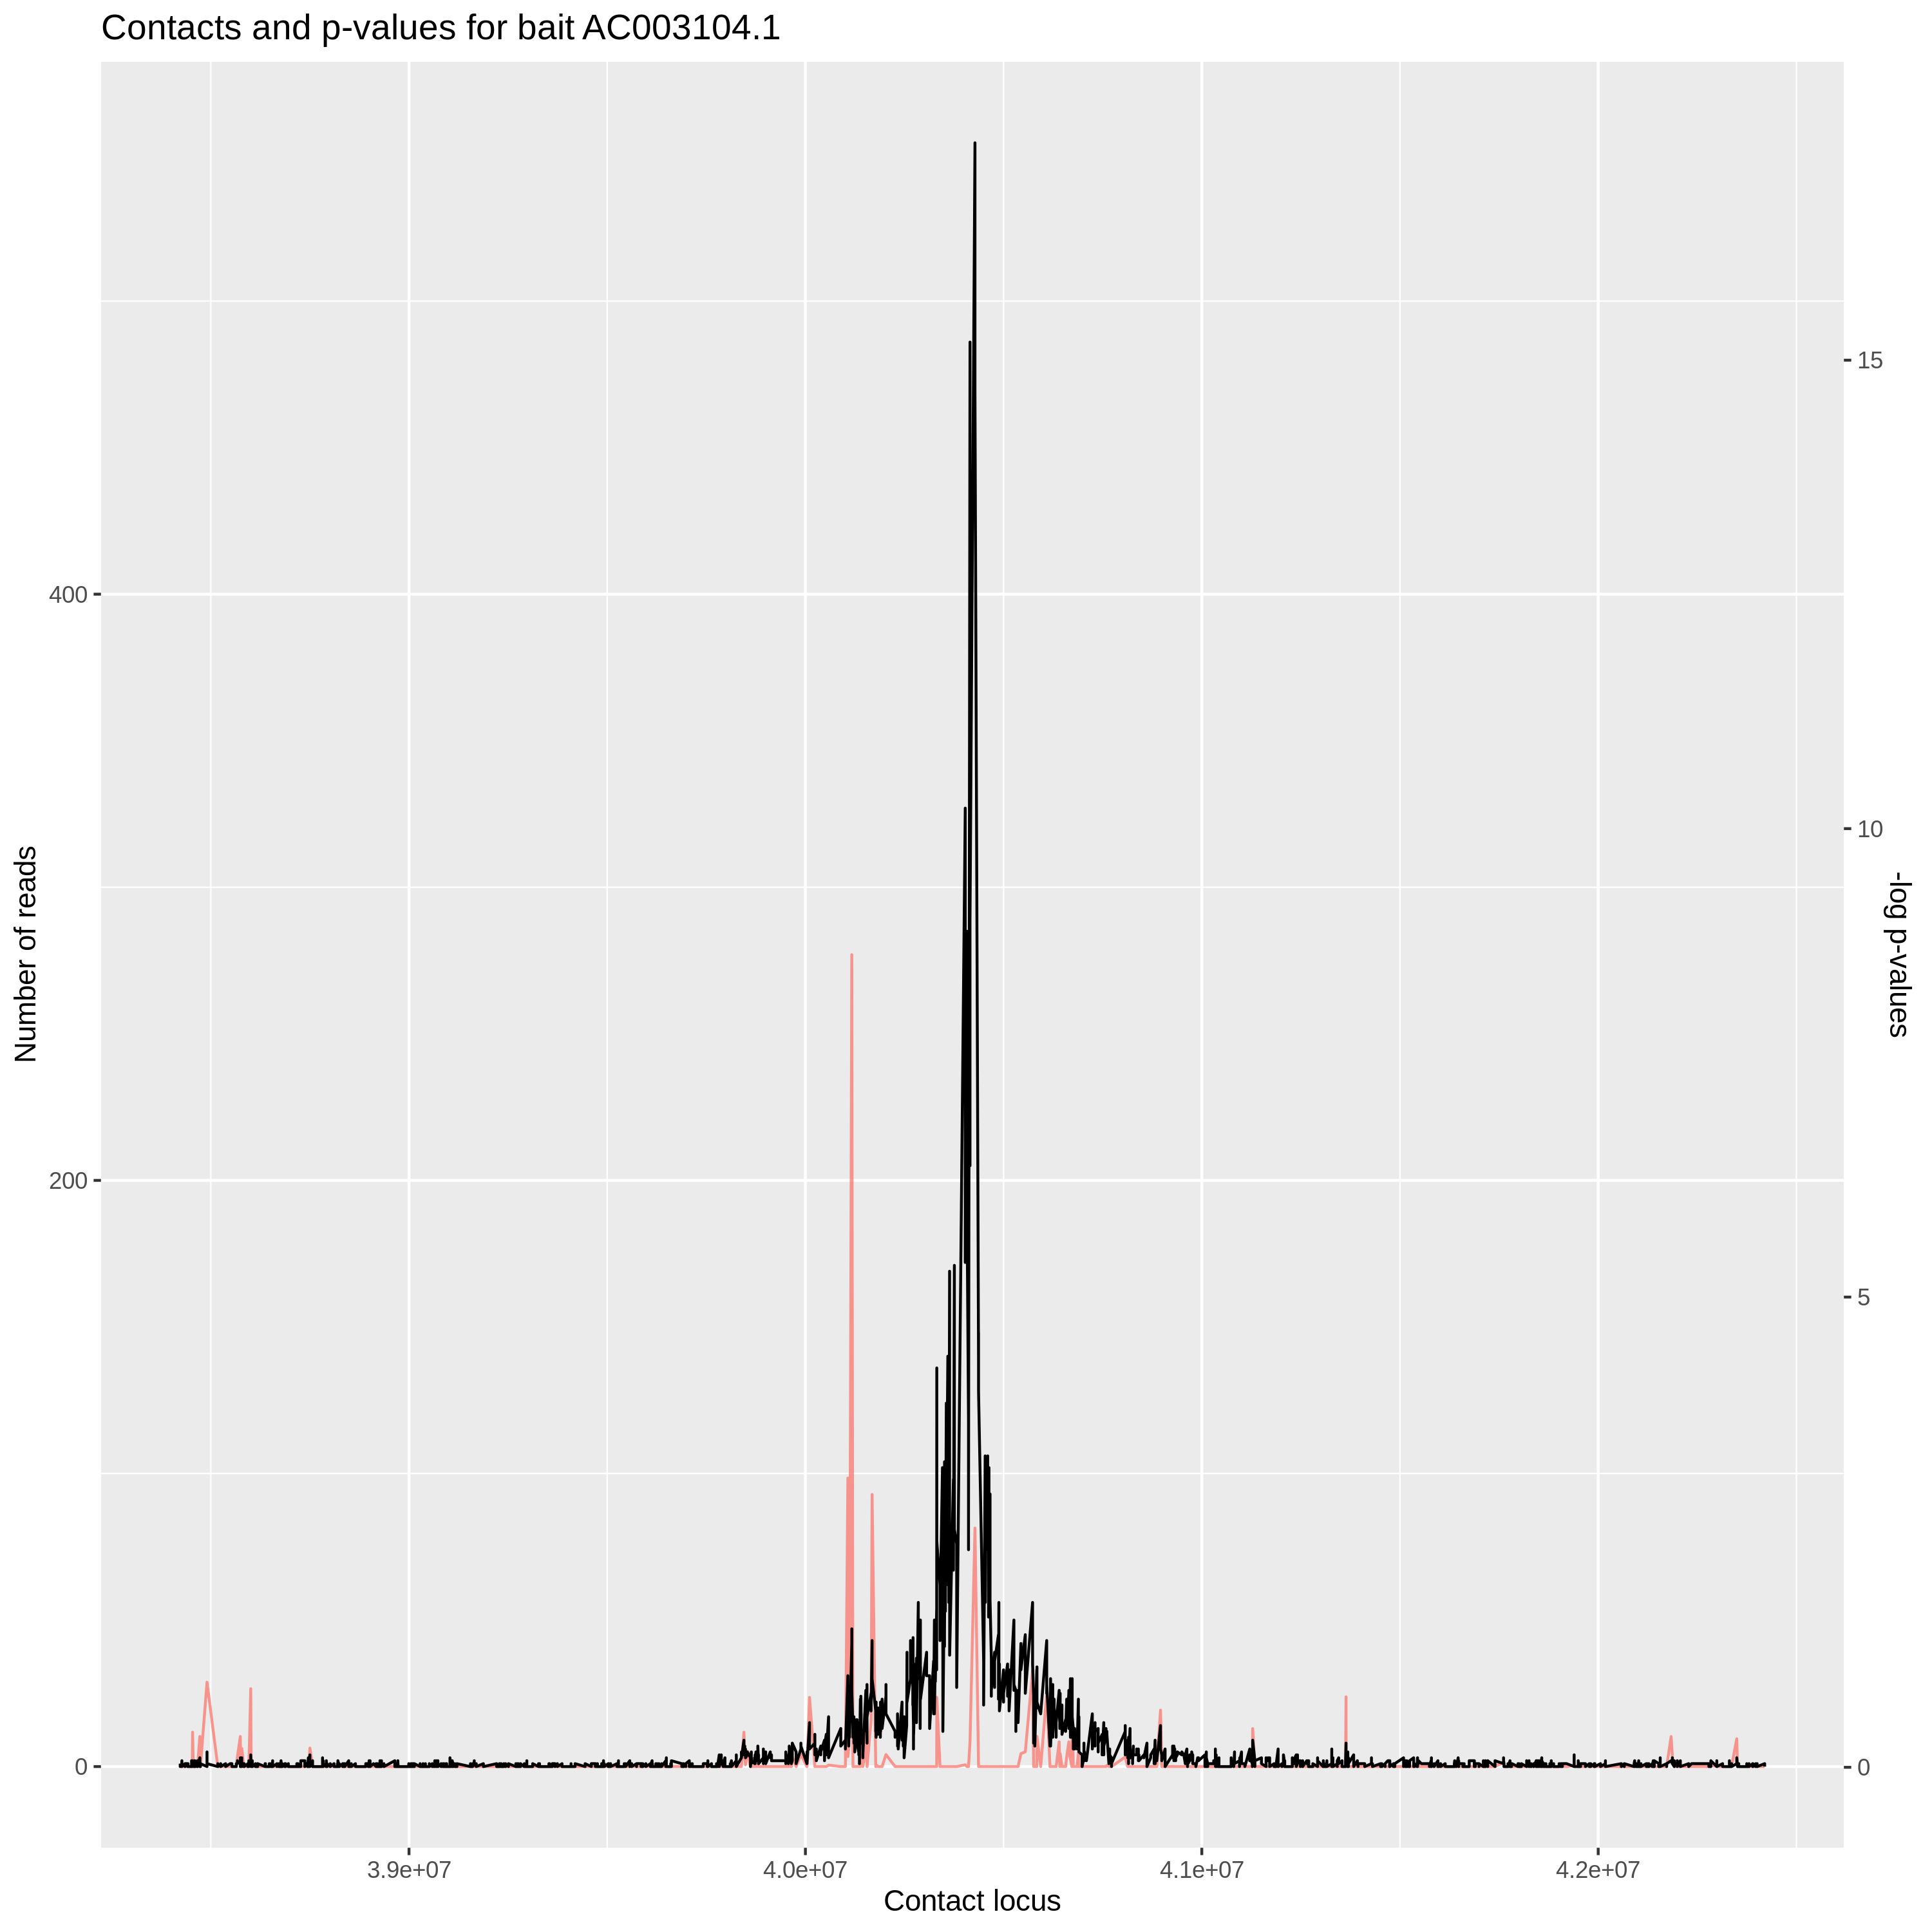 Contacts and p-values for bait AC003104.1
400
200
0
Number of reads
15
10
5
0
-log p-values
3.9e+07
4.0e+07
4.1e+07
4.2e+07
Contact locus